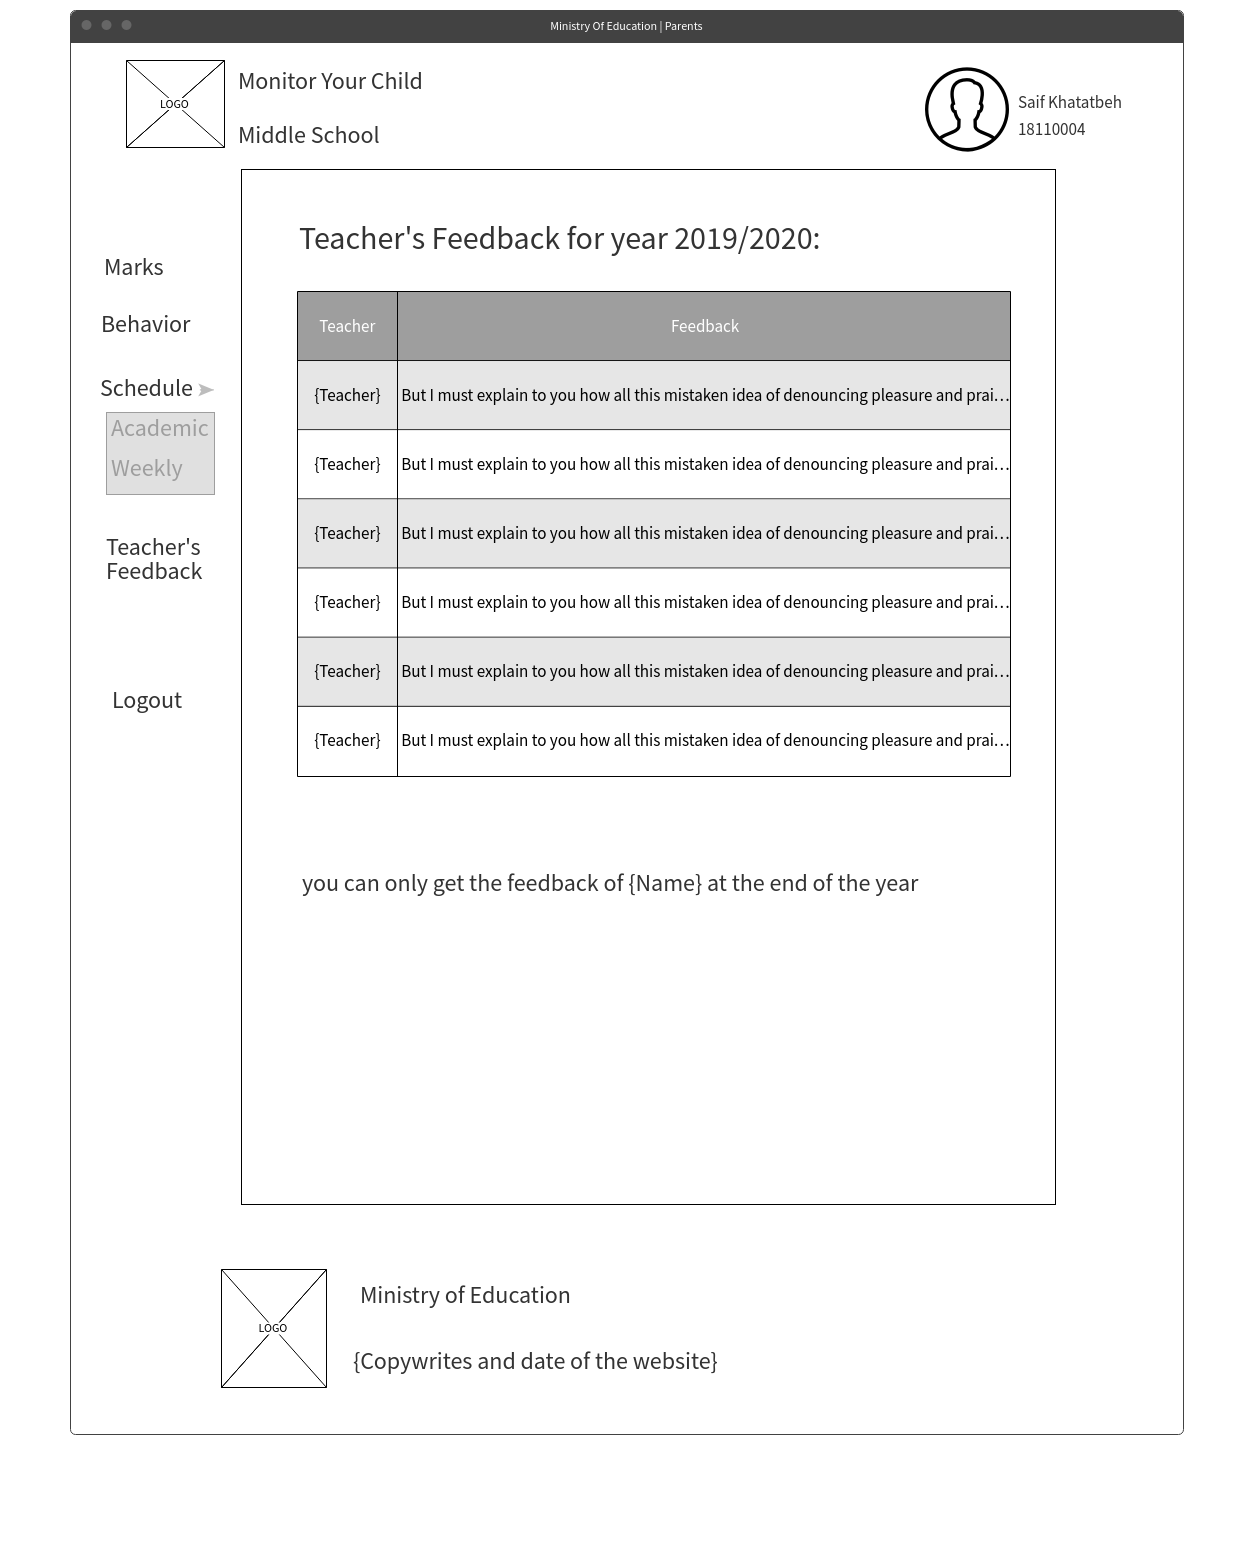 Ministry Of Education | Parents
LOGO
Monitor Your Child
Middle School
Saif Khatatbeh
18110004
Marks
Behavior
Schedule
Academic
Weekly
Teacher's
Feedback
Logout
Teacher's Feedback for year 2019/2020:
Teacher Feedback
{Teacher} But I must explain to you how all this mistaken idea of denouncing pleasure and prai...
{Teacher} But I must explain to you how all this mistaken idea of denouncing pleasure and prai...
{Teacher} But I must explain to you how all this mistaken idea of denouncing pleasure and prai...
{Teacher} But I must explain to you how all this mistaken idea of denouncing pleasure and prai...
{Teacher} But I must explain to you how all this mistaken idea of denouncing pleasure and prai...
{Teacher} But I must explain to you how all this mistaken idea of denouncing pleasure and prai...
you can only get the feedback of {Name} at the end of the year
LOGO
Ministry of Education
{Copywrites and date of the website}